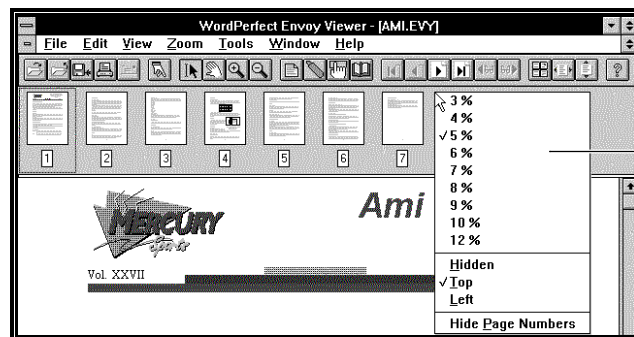 WordPerfect Envoy Viewer - [AMI.EVY]
File Edit View Zoom Tools Window Help
1 2 3 4 5 6 7
3 %
4 %
√5 %
6 %
7 %
8 %
9 %
10 %
12 %
Hidden
√Top
Left
Hide Page Numbers
MERCURY
Sports
Ami
Vol. XXVII